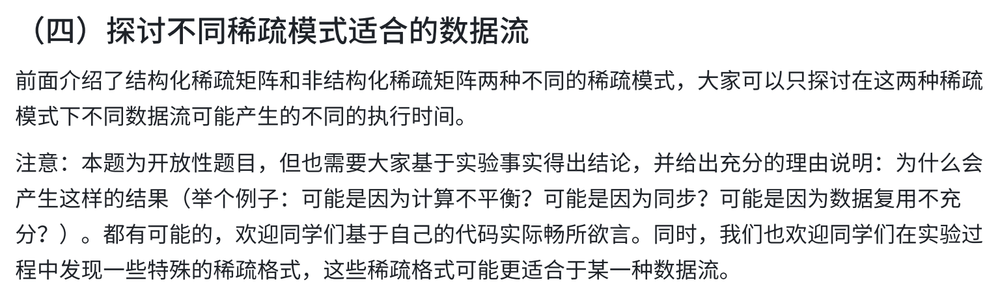 （四）探讨不同稀疏模式适合的数据流
前面介绍了结构化稀疏矩阵和非结构化稀疏矩阵两种不同的稀疏模式，大家可以只探讨在这两种稀疏
模式下不同数据流可能产生的不同的执行时间。
注意：本题为开放性题目，但也需要大家基于实验事实得出结论，并给出充分的理由说明：为什么会
产生这样的结果（举个例子：可能是因为计算不平衡？可能是因为同步？可能是因为数据复用不充
分？）。都有可能的，欢迎同学们基于自己的代码实际畅所欲言。同时，我们也欢迎同学们在实验过
程中发现一些特殊的稀疏格式，这些稀疏格式可能更适合于某一种数据流。